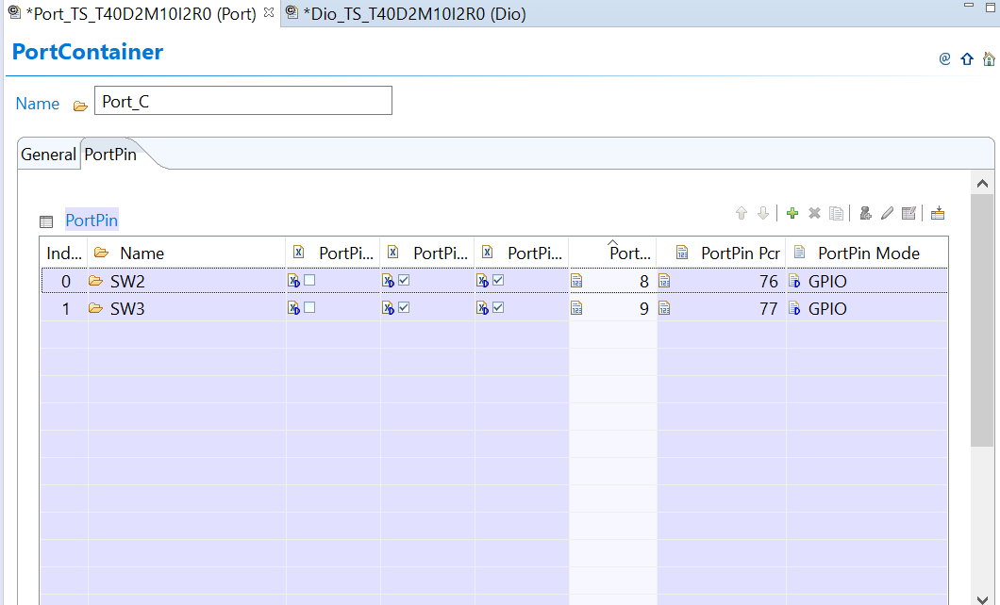 *Port_TS_T40D2M10I2R0 (Port) *Dio_TS_T40D2M10I2R0 (Dio)
PortContainer
Name Port_C
General PortPin
PortPin
Ind... Name PortPi... PortPi... PortPi... Port... PortPin Pcr PortPin Mode
0 SW2 8 76 GPIO
1 SW3 9 77 GPIO